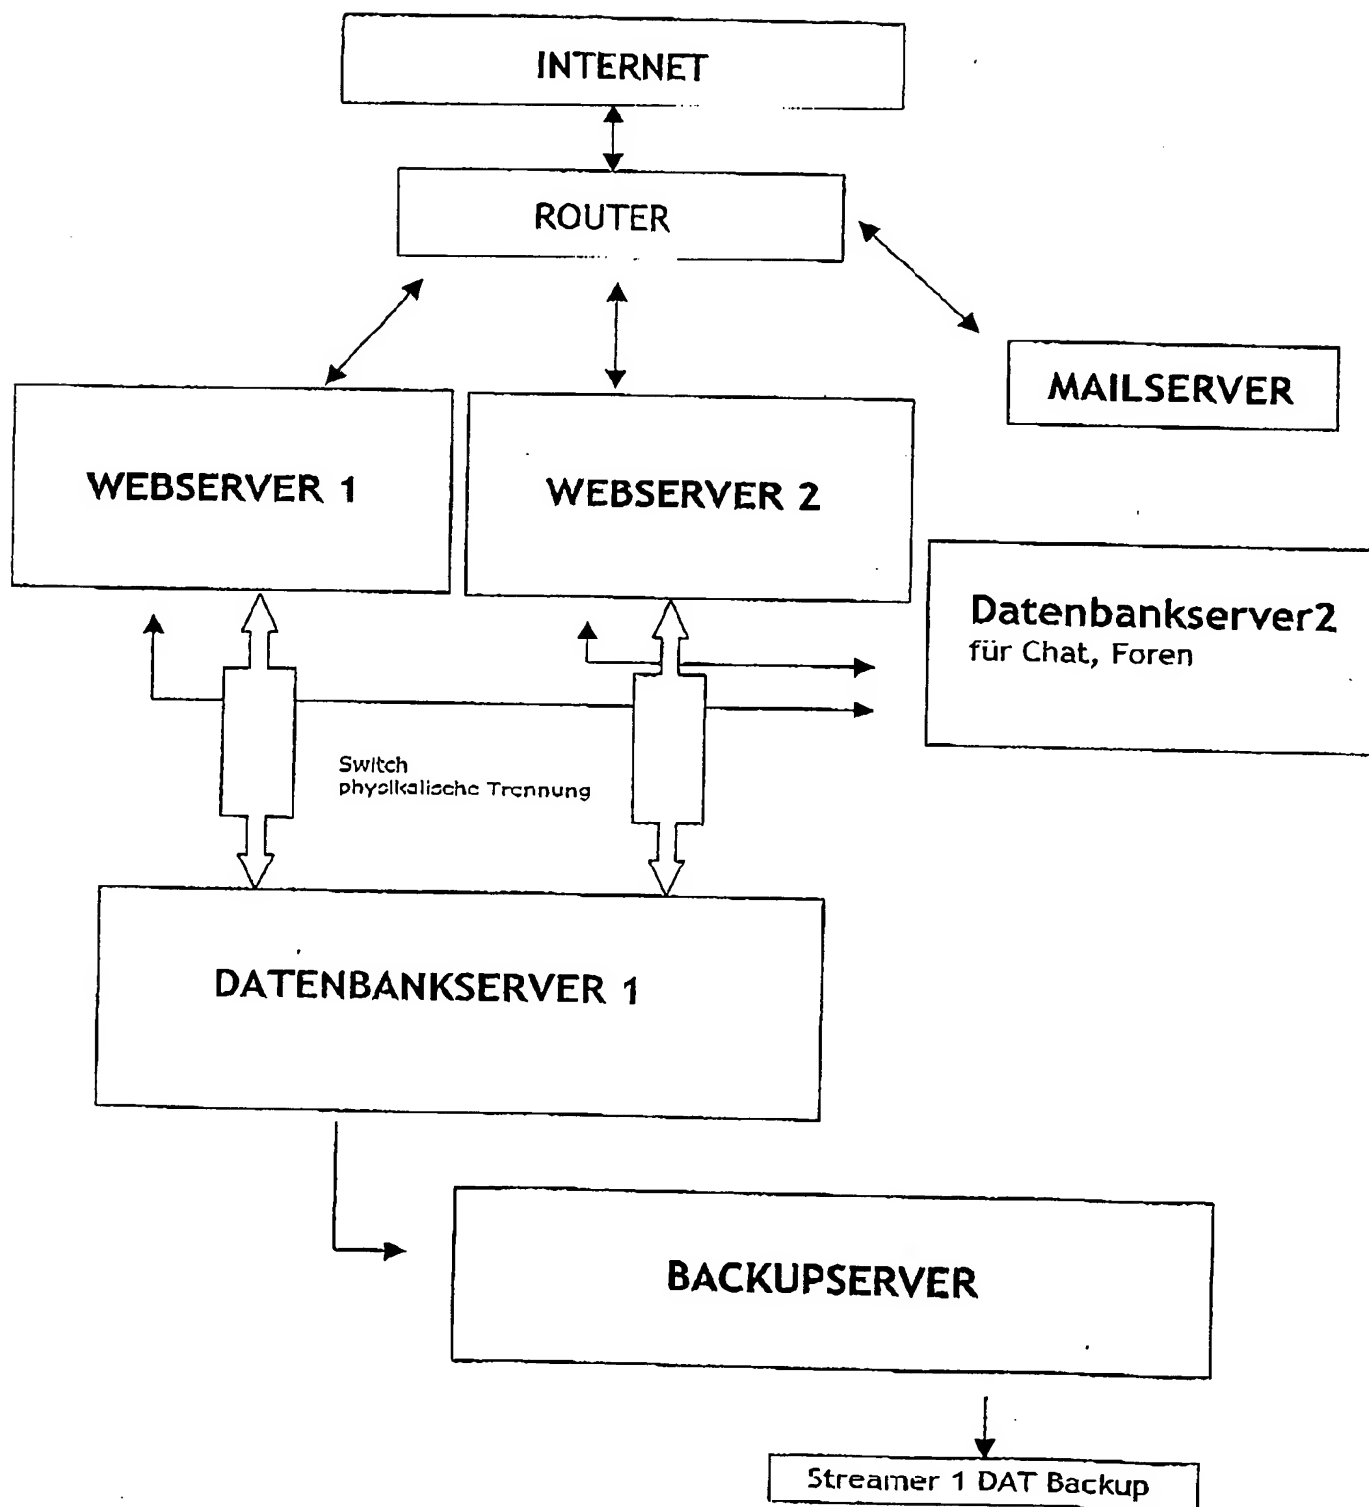 INTERNET
ROUTER
MAILSERVER
WEBSERVER 1
WEBSERVER 2
Datenbankserver2
für Chat, Foren
Switch
physikalische Trennung
DATENBANKSERVER 1
BACKUPSERVER
Streamer 1 DAT Backup